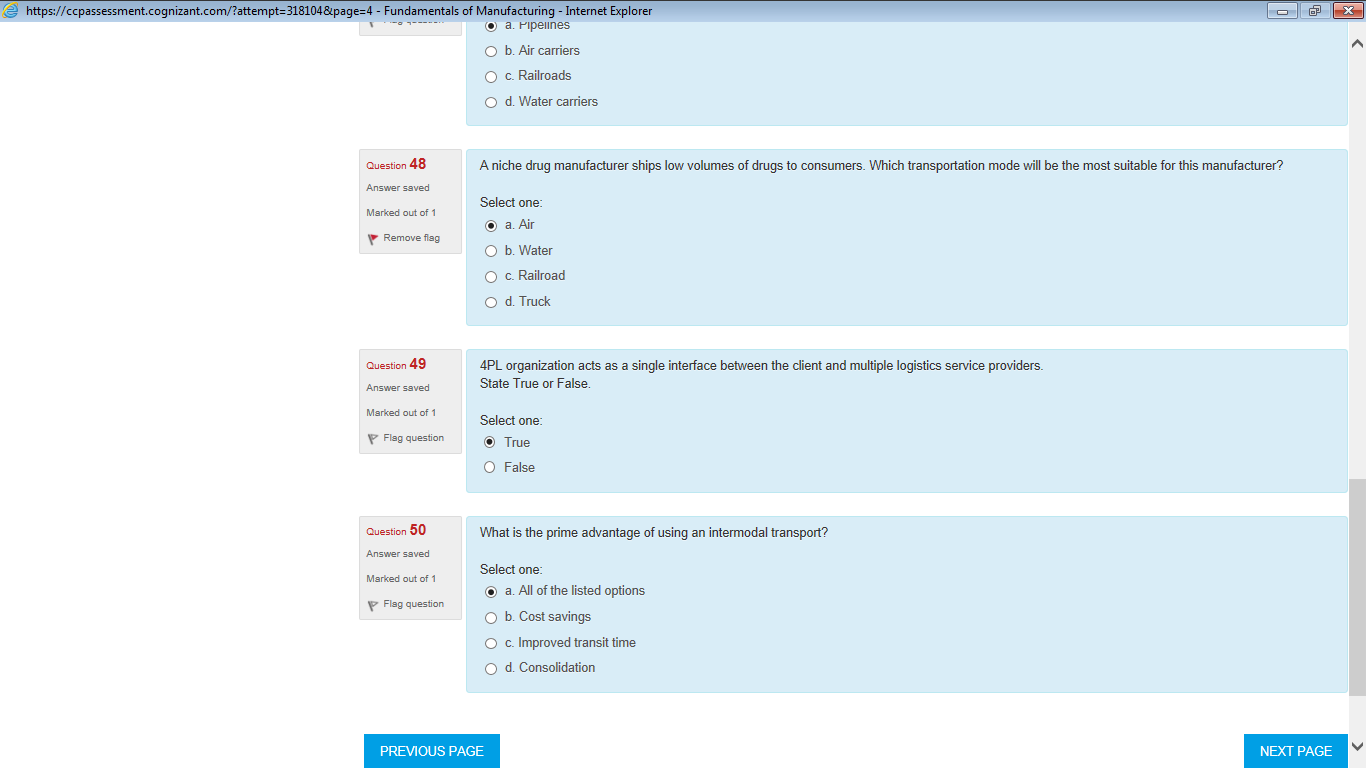 https://ccpassessment.cognizant.com/?attempt=318104&page=4 - Fundamentals of Manufacturing - Internet Explorer
Flag question
a. Pipelines
b. Air carriers
c. Railroads
d. Water carriers
Question 48
Answer saved
Marked out of 1
Remove flag
A niche drug manufacturer ships low volumes of drugs to consumers. Which transportation mode will be the most suitable for this manufacturer?
Select one:
a. Air
b. Water
c. Railroad
d. Truck
Question 49
Answer saved
Marked out of 1
Flag question
4PL organization acts as a single interface between the client and multiple logistics service providers.
State True or False.
Select one:
True
False
Question 50
Answer saved
Marked out of 1
Flag question
What is the prime advantage of using an intermodal transport?
Select one:
a. All of the listed options
b. Cost savings
c. Improved transit time
d. Consolidation
PREVIOUS PAGE
NEXT PAGE